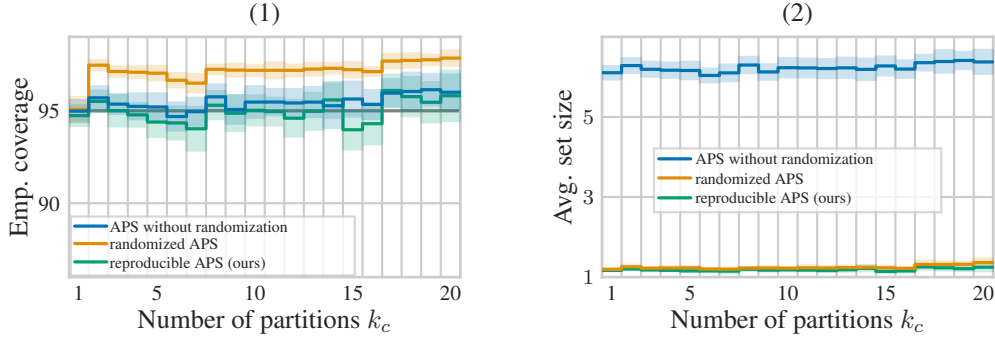 (1)
Emp. coverage
95
90
APS without randomization
randomized APS
reproducible APS (ours)
1 5 10 15 20
Number of partitions k_c
(2)
Avg. set size
5
3
1
APS without randomization
randomized APS
reproducible APS (ours)
1 5 10 15 20
Number of partitions k_c